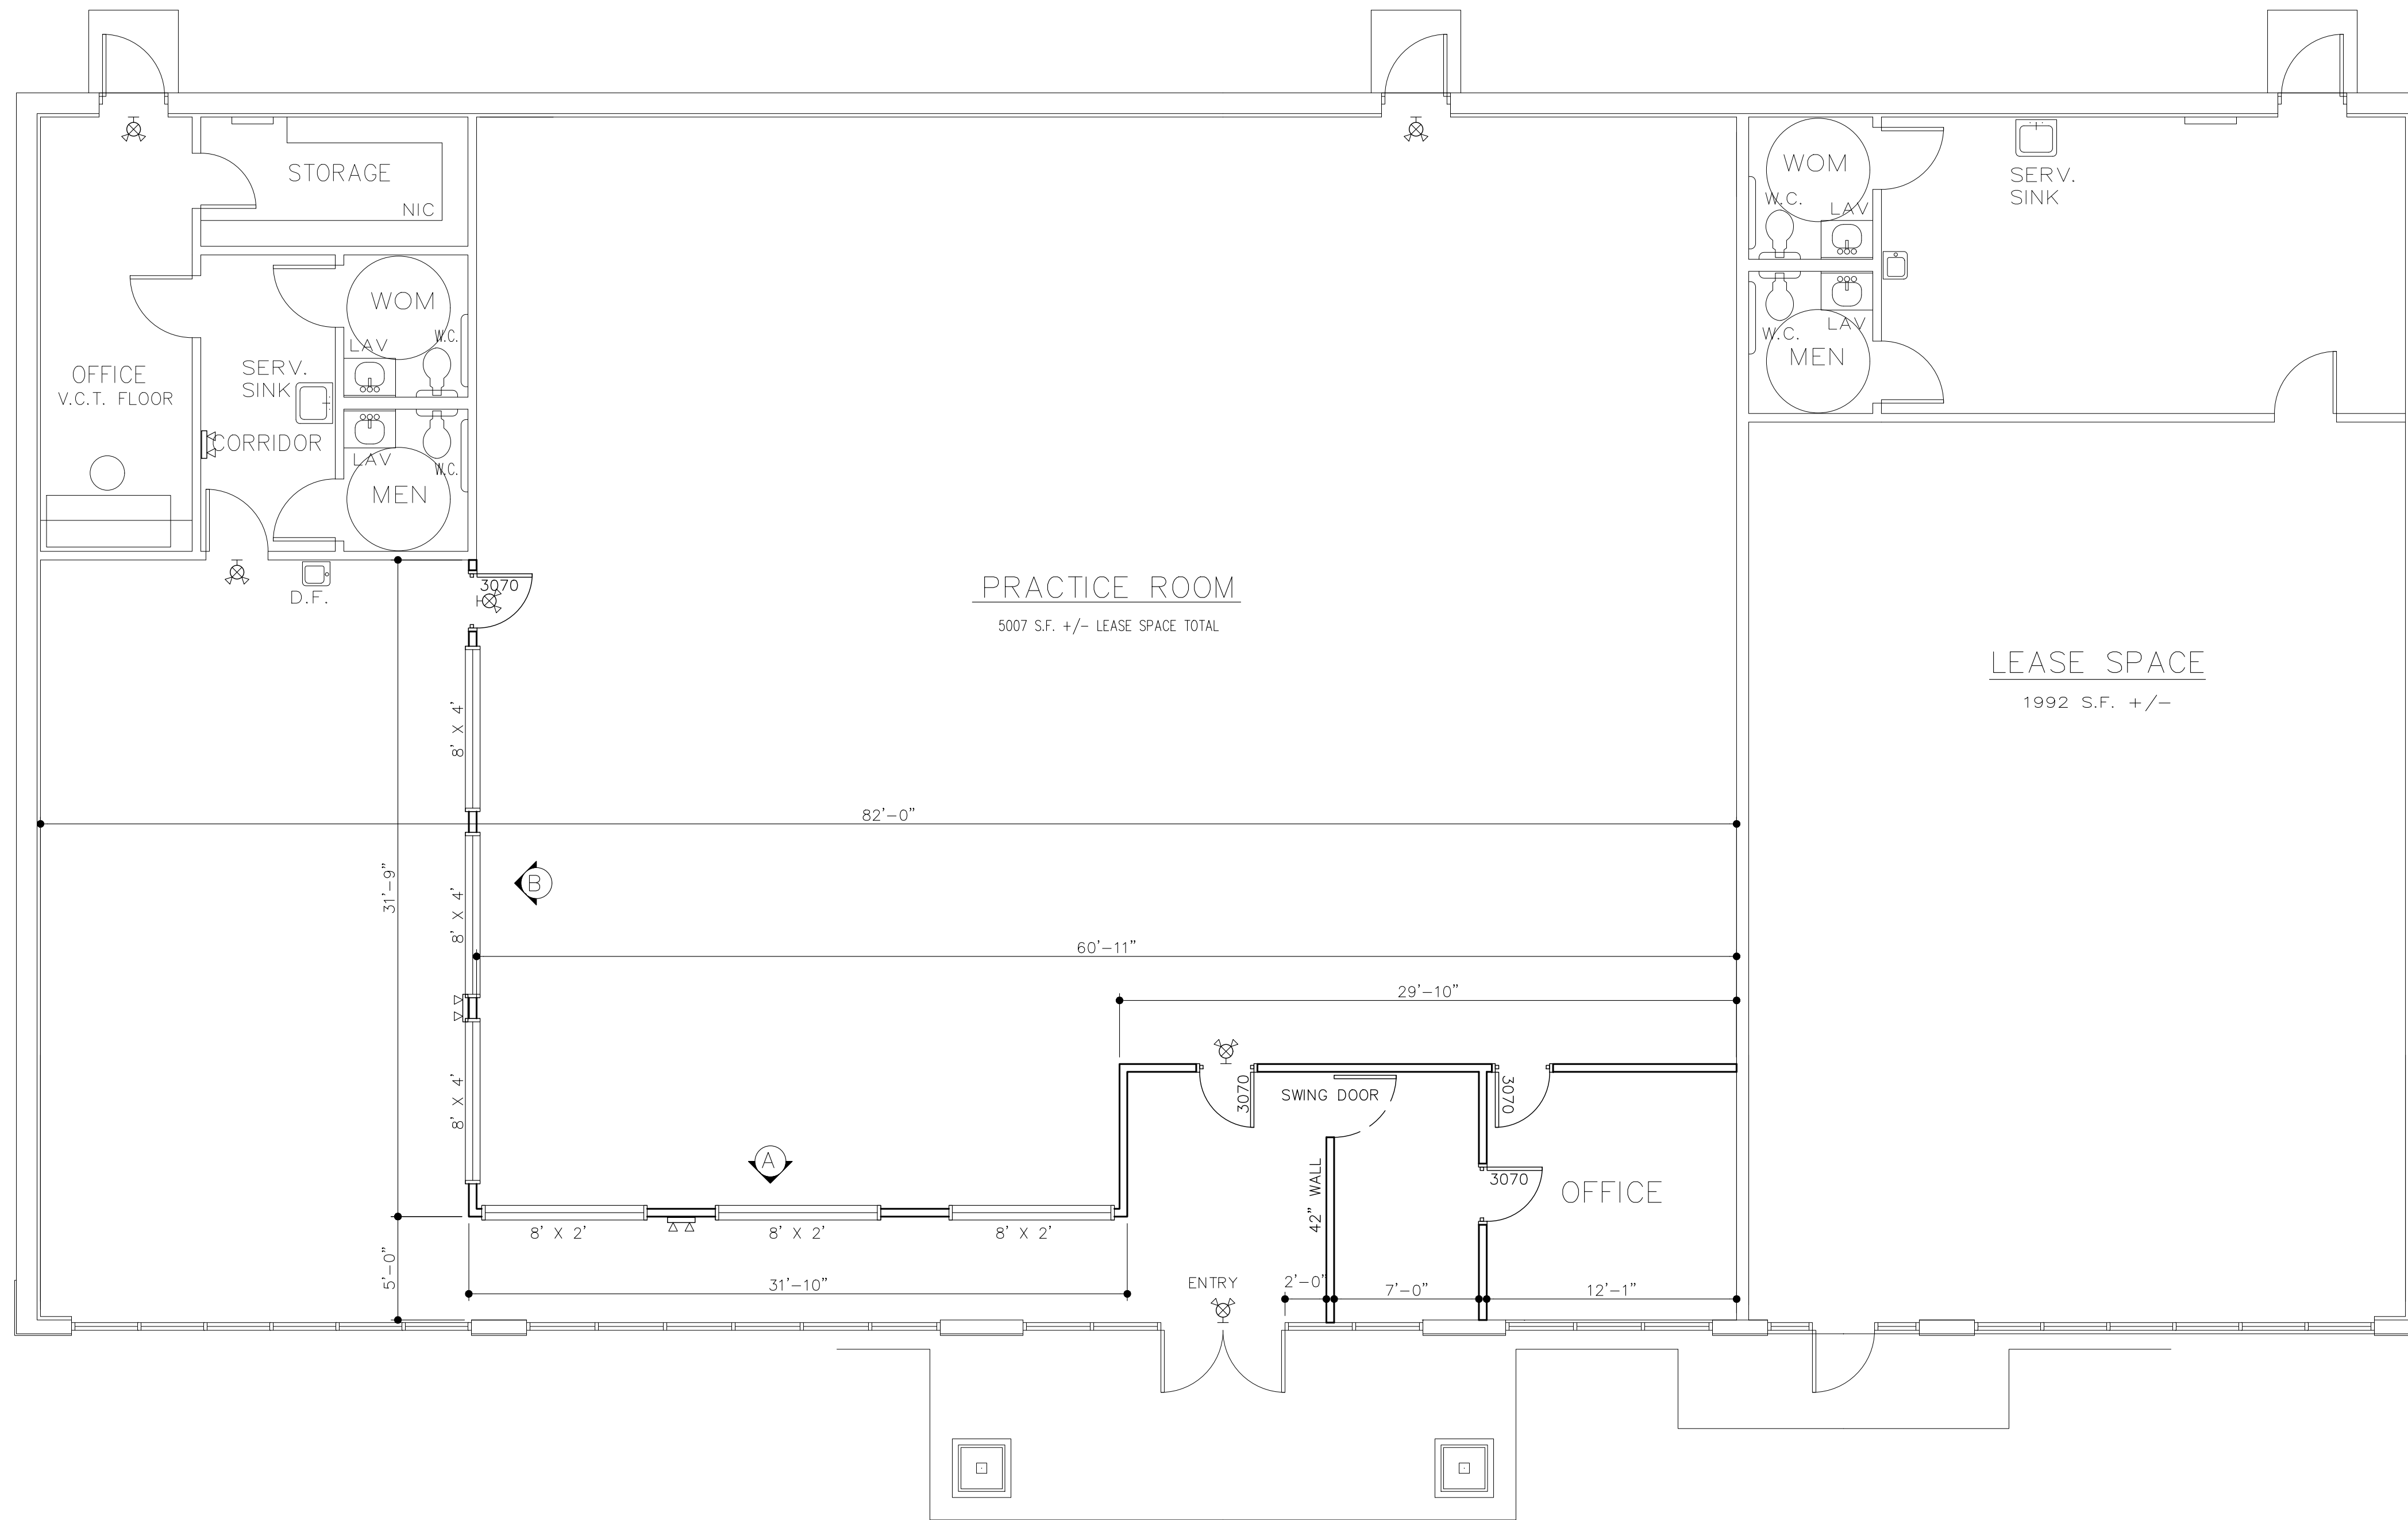 STORAGE
NIC
WOM
W.C.
LAV
SERV.
SINK
OFFICE
V.C.T. FLOOR
CORRIDOR
LAV
W.C.
MEN
D.F.
3070
WOM
W.C.
LAV
LAV
W.C.
MEN
SERV.
SINK
PRACTICE ROOM
5007 S.F. +/- LEASE SPACE TOTAL
LEASE SPACE
1992 S.F. +/-
8' X 4'
82'-0"
31'-9"
B
8' X 4'
60'-11"
29'-10"
8' X 4'
3070
SWING DOOR
3070
A
42" WALL
3070
OFFICE
8' X 2'
8' X 2'
8' X 2'
5'-0"
31'-10"
ENTRY
2'-0"
7'-0"
12'-1"